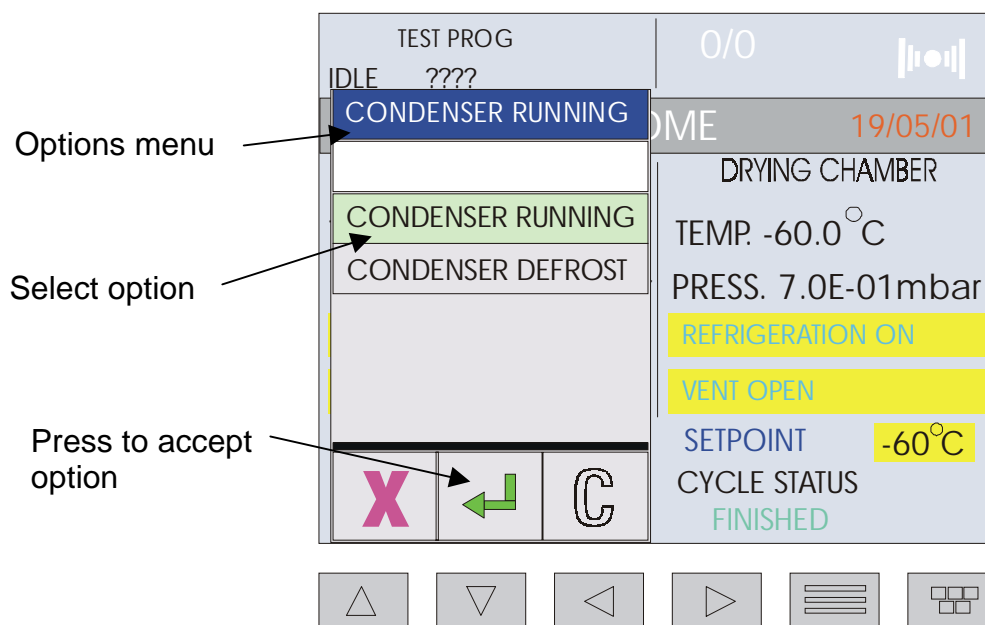 TEST PROG
0/0
IDLE ????
CONDENSER RUNNING
OME
19/05/01
Options menu
DRYING CHAMBER
CONDENSER RUNNING
TEMP. -60.0°C
Select option
CONDENSER DEFROST
PRESS. 7.0E-01mbar
REFRIGERATION ON
VENT OPEN
Press to accept
option
SETPOINT -60°C
X
C
CYCLE STATUS
FINISHED